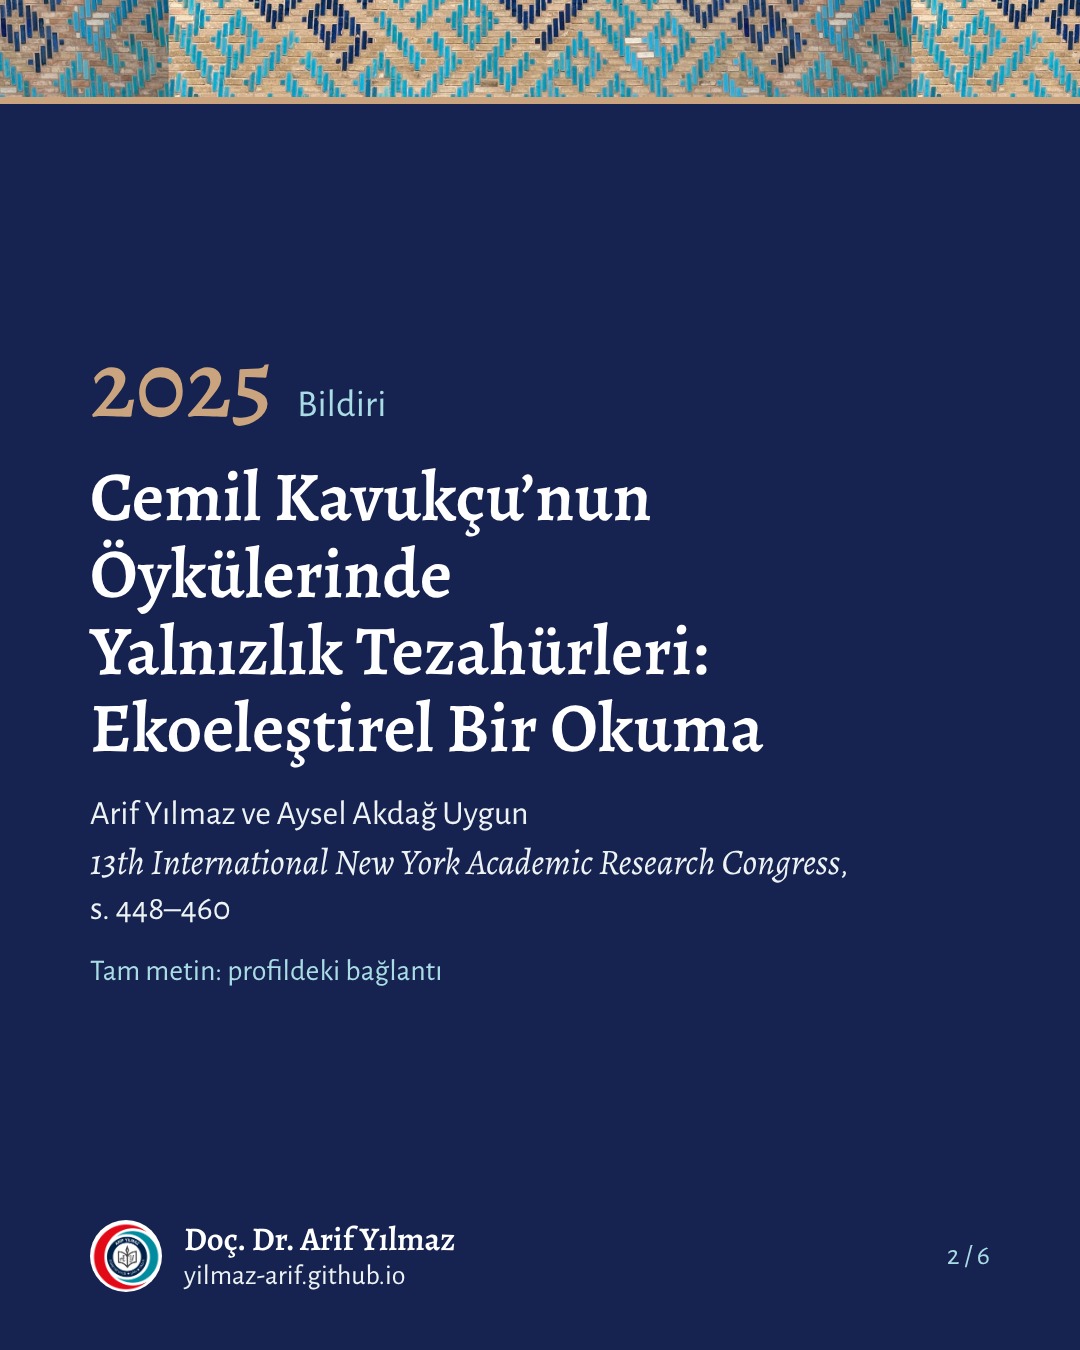 2025 Bildiri
Cemil Kavukçu’nun
Öykülerinde
Yalnızlık Tezahürleri:
Ekoeleştirel Bir Okuma
Arif Yılmaz ve Aysel Akdağ Uygun
13th International New York Academic Research Congress,
s. 448–460
Tam metin: profildeki bağlantı
Doç. Dr. Arif Yılmaz
yilmaz-arif.github.io
2 / 6